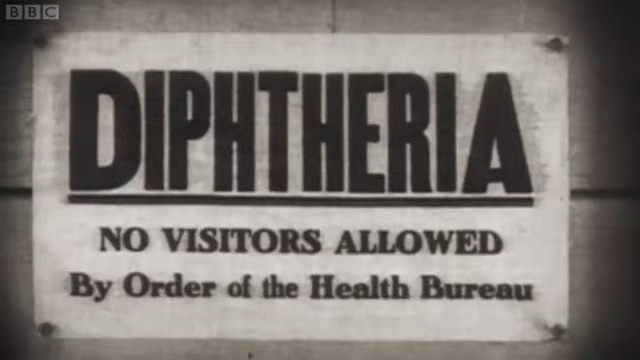 BBC
DIPHTHERIA
NO VISITORS ALLOWED
By Order of the Health Bureau